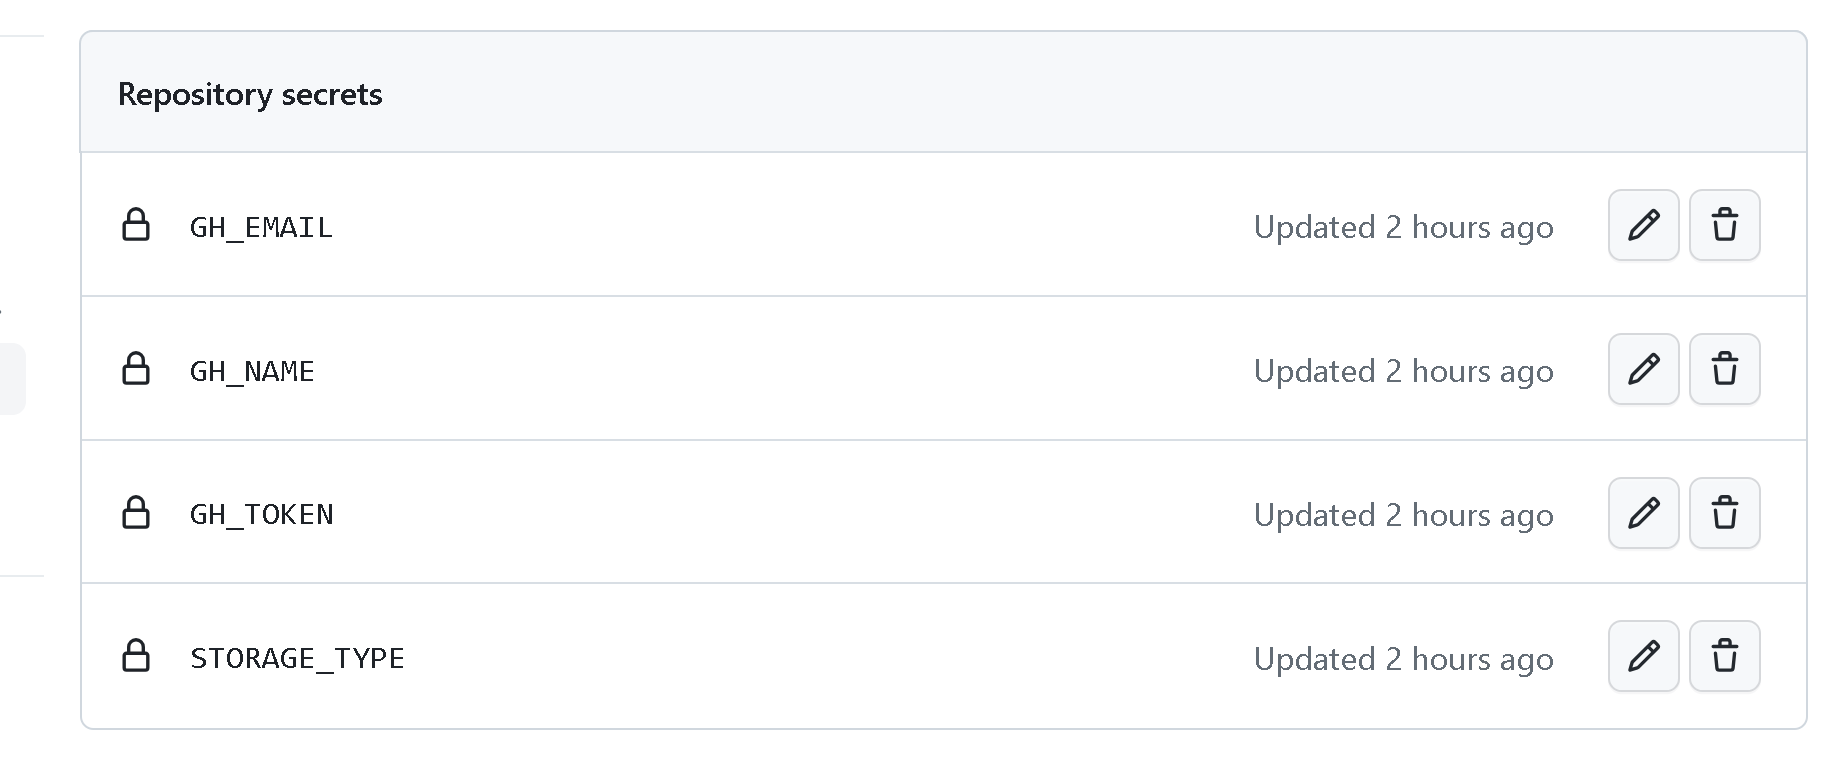 Repository secrets
GH_EMAIL Updated 2 hours ago
GH_NAME Updated 2 hours ago
GH_TOKEN Updated 2 hours ago
STORAGE_TYPE Updated 2 hours ago